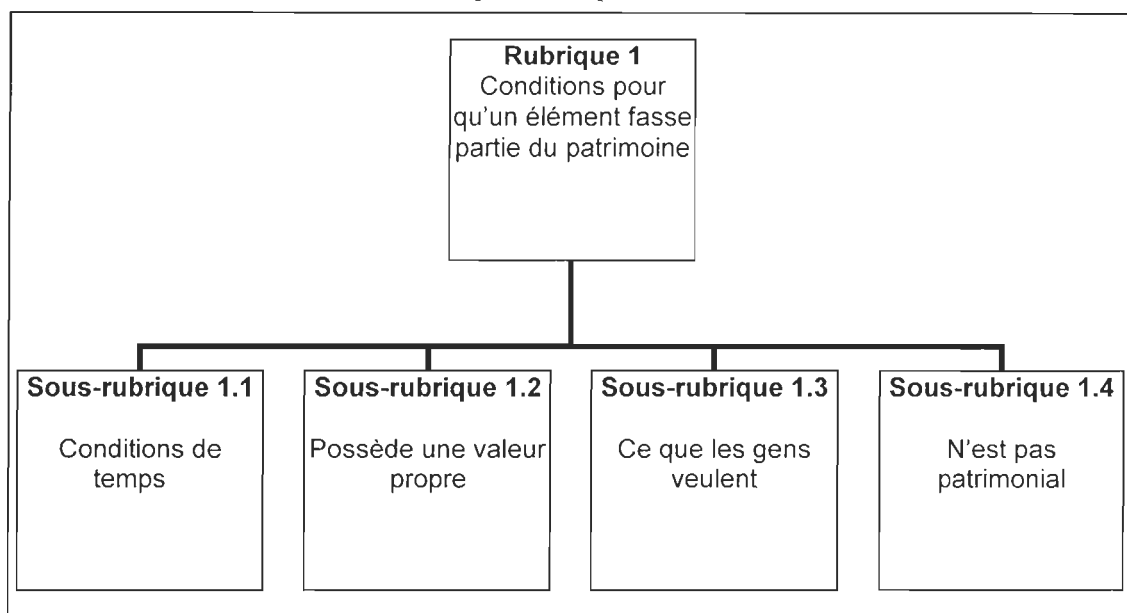 Rubrique 1
Conditions pour
qu'un élément fasse
partie du patrimoine
Sous-rubrique 1.1
Conditions de
temps
Sous-rubrique 1.2
Possède une valeur
propre
Sous-rubrique 1.3
Ce que les gens
veulent
Sous-rubrique 1.4
N'est pas
patrimonial